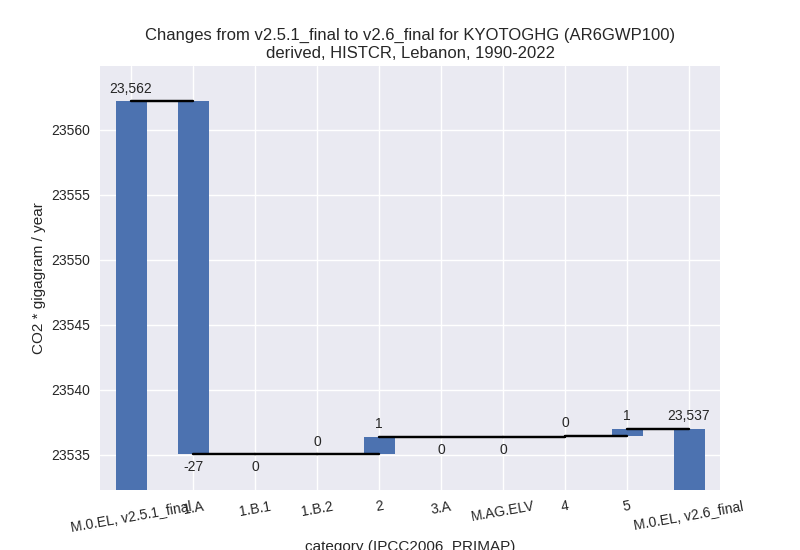 Changes from v2.5.1_final to v2.6_final for KYOTOGHG (AR6GWP100)
derived, HISTCR, Lebanon, 1990-2022
23,562
23560
23555
23550
23545
23540
23535
CO2 * gigagram / year
-27
0
0
1
0
0
0
1
23,537
M.0.EL, v2.5.1_final
1.A
1.B.1
1.B.2
2
3.A
M.AG.ELV
4
5
M.0.EL, v2.6_final
category (IPCC2006_PRIMAP)